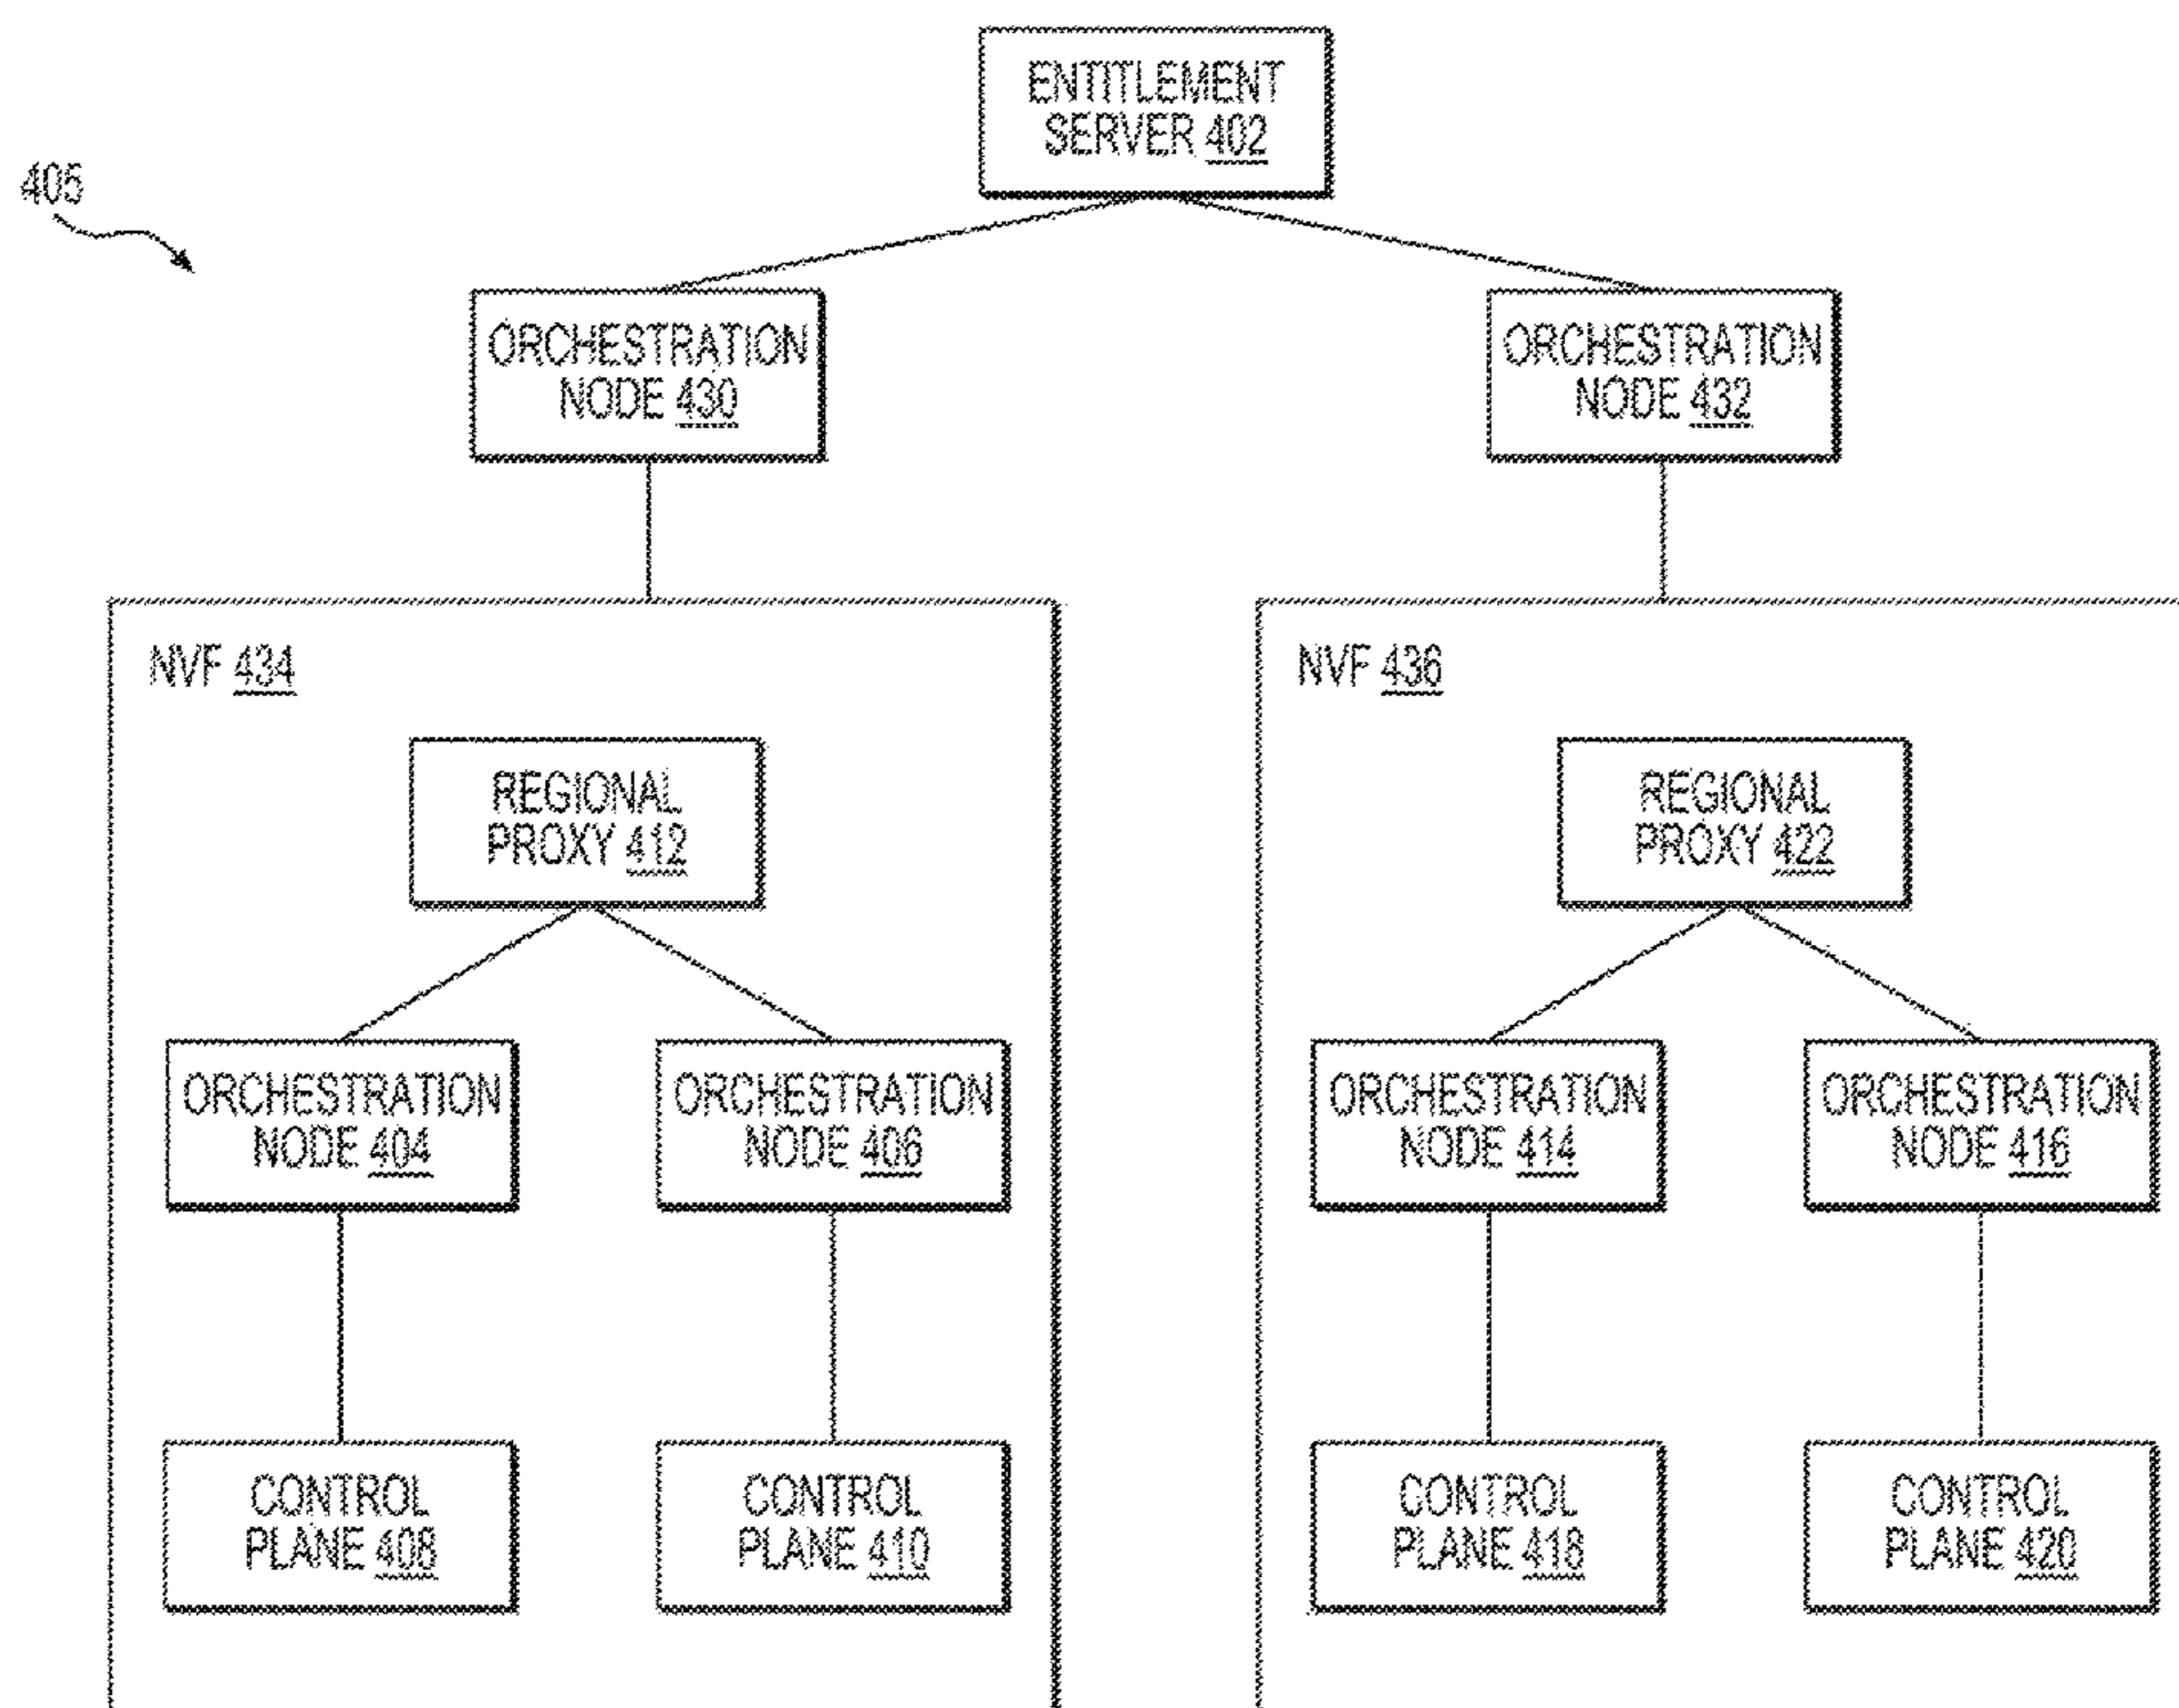 ENTITLEMENT
SERVER 402
405
ORCHESTRATION
NODE 430
ORCHESTRATION
NODE 432
NVF 434
NVF 436
REGIONAL
PROXY 412
REGIONAL
PROXY 422
ORCHESTRATION
NODE 404
ORCHESTRATION
NODE 406
ORCHESTRATION
NODE 414
ORCHESTRATION
NODE 416
CONTROL
PLANE 408
CONTROL
PLANE 410
CONTROL
PLANE 418
CONTROL
PLANE 420